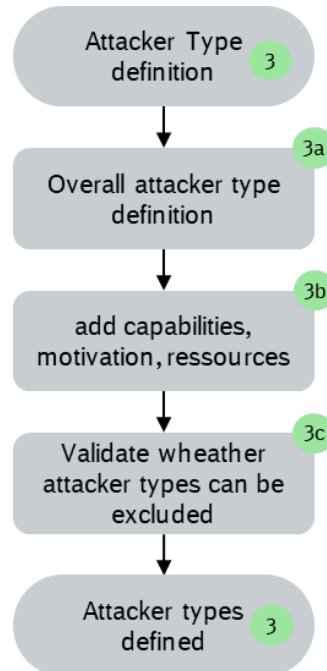 Attacker Type
definition 3
3a
Overall attacker type
definition
3b
add capabilities,
motivation, ressources
3c
Validate wheather
attacker types can be
excluded
Attacker types
defined 3